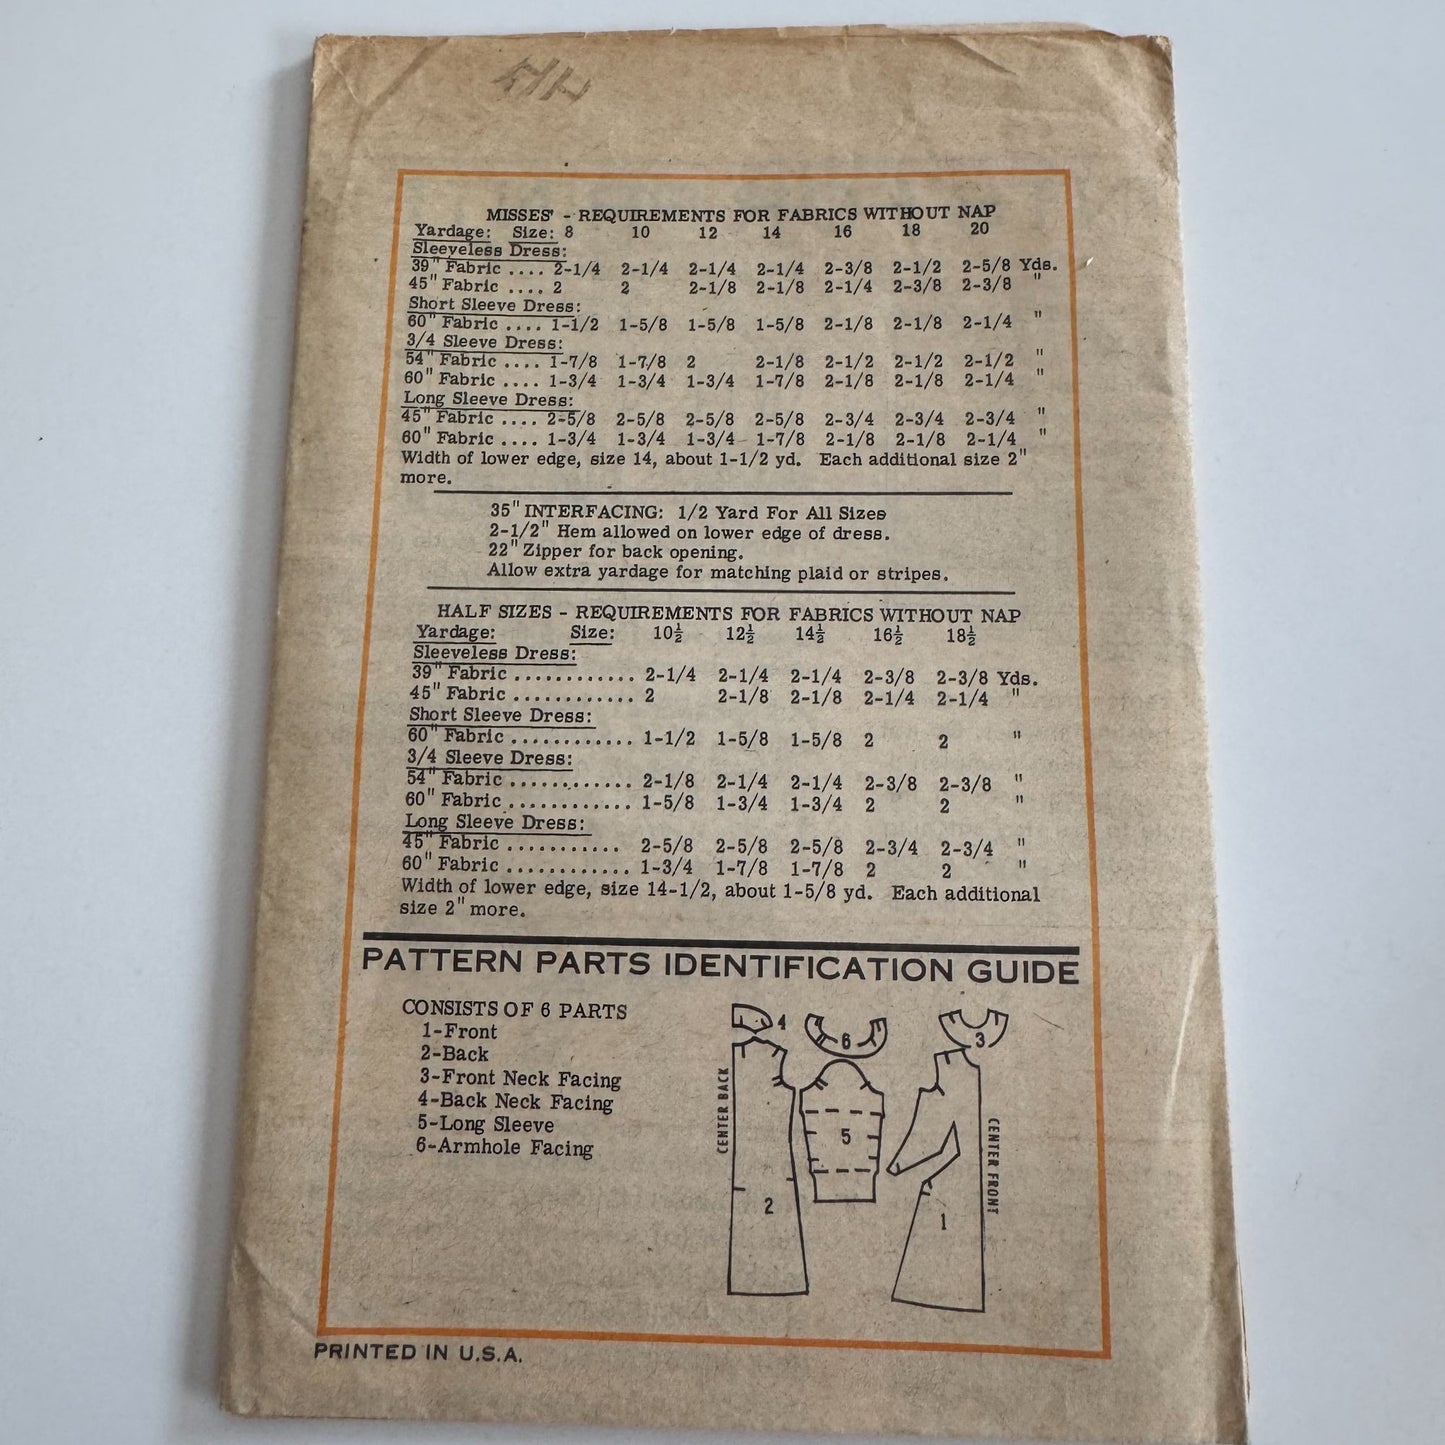 MISSES' - REQUIREMENTS FOR FABRICS WITHOUT NAP
Yardage: Size: 8 10 12 14 16 18 20
Sleeveless Dress:
39" Fabric .... 2-1/4 2-1/4 2-1/4 2-1/4 2-3/8 2-1/2 2-5/8 Yds.
45" Fabric .... 2 2 2-1/8 2-1/8 2-1/4 2-3/8 2-3/8 "
Short Sleeve Dress:
60" Fabric .... 1-1/2 1-5/8 1-5/8 1-5/8 2-1/8 2-1/8 2-1/4 "
3/4 Sleeve Dress:
54" Fabric .... 1-7/8 1-7/8 2 2-1/8 2-1/2 2-1/2 2-1/2 "
60" Fabric .... 1-3/4 1-3/4 1-3/4 1-7/8 2-1/8 2-1/8 2-1/4 "
Long Sleeve Dress:
45" Fabric .... 2-5/8 2-5/8 2-5/8 2-5/8 2-3/4 2-3/4 2-3/4 "
60" Fabric .... 1-3/4 1-3/4 1-3/4 1-7/8 2-1/8 2-1/8 2-1/4 "
Width of lower edge, size 14, about 1-1/2 yd. Each additional size 2"
more.
35" INTERFACING: 1/2 Yard For All Sizes
2-1/2" Hem allowed on lower edge of dress.
22" Zipper for back opening.
Allow extra yardage for matching plaid or stripes.
HALF SIZES - REQUIREMENTS FOR FABRICS WITHOUT NAP
Yardage: Size: 10½ 12½ 14½ 16½ 18½
Sleeveless Dress:
39" Fabric ............ 2-1/4 2-1/4 2-1/4 2-3/8 2-3/8 Yds.
45" Fabric ............ 2 2-1/8 2-1/8 2-1/4 2-1/4 "
Short Sleeve Dress:
60" Fabric ............ 1-1/2 1-5/8 1-5/8 2 2 "
3/4 Sleeve Dress:
54" Fabric ............ 2-1/8 2-1/4 2-1/4 2-3/8 2-3/8 "
60" Fabric ............ 1-5/8 1-3/4 1-3/4 2 2 "
Long Sleeve Dress:
45" Fabric ........... 2-5/8 2-5/8 2-5/8 2-3/4 2-3/4 "
60" Fabric ............ 1-3/4 1-7/8 1-7/8 2 2 "
Width of lower edge, size 14-1/2, about 1-5/8 yd. Each additional
size 2" more.
PATTERN PARTS IDENTIFICATION GUIDE
CONSISTS OF 6 PARTS
1-Front
2-Back
3-Front Neck Facing
4-Back Neck Facing
5-Long Sleeve
6-Armhole Facing
4
6
3
CENTER BACK
5
CENTER FRONT
2
1
PRINTED IN U.S.A.